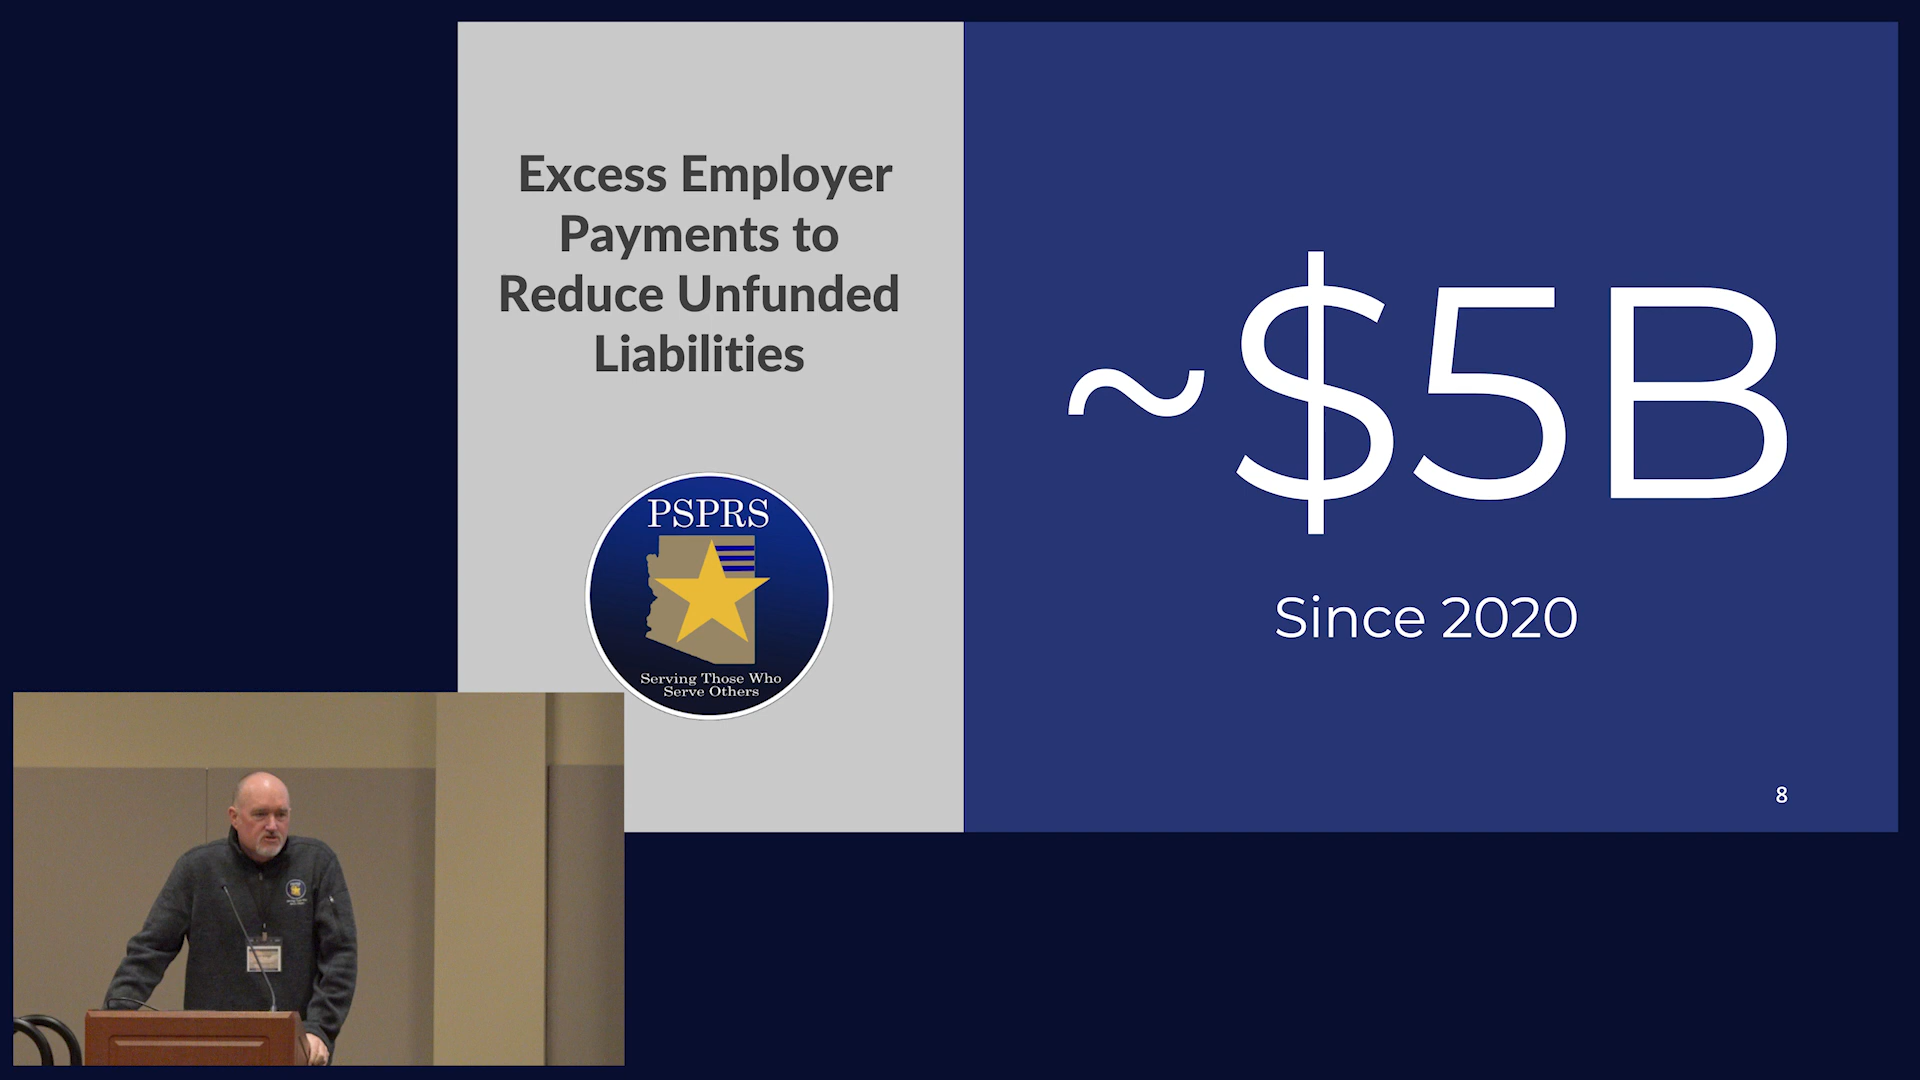 Excess Employer
Payments to
Reduce Unfunded
Liabilities
PSPRS
Serving Those Who
Serve Others
~$5B
Since 2020
8